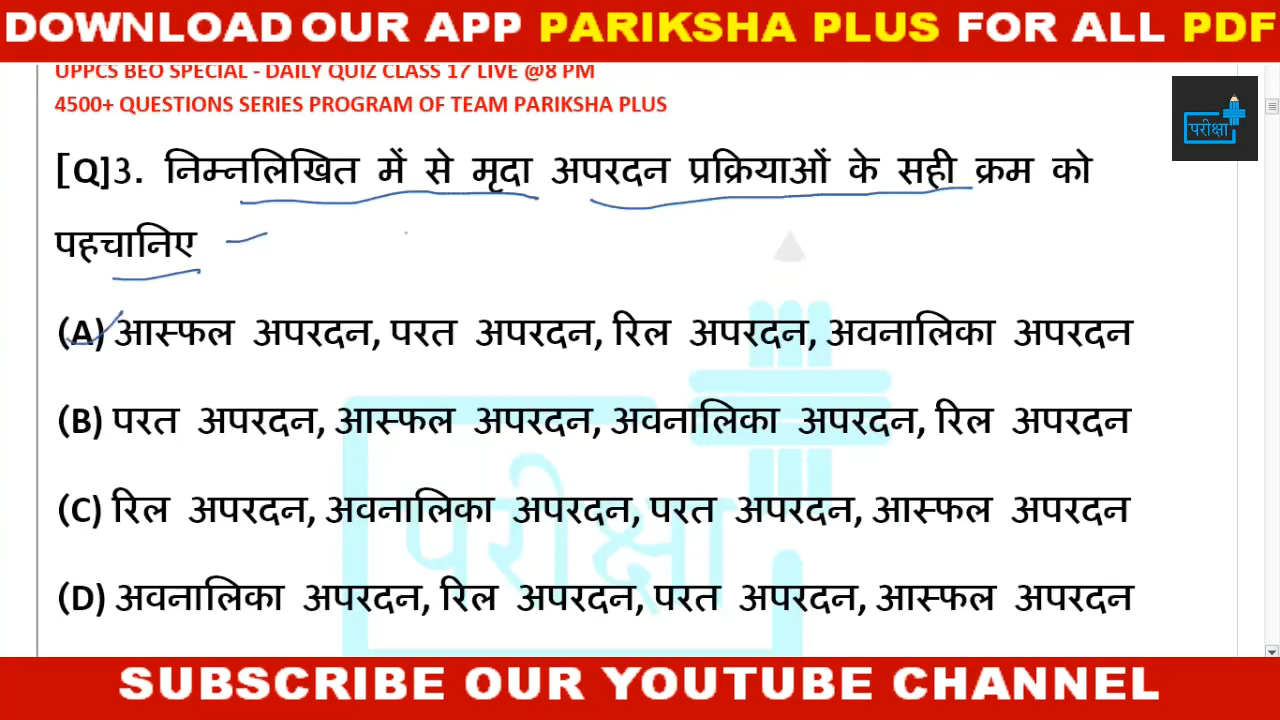 DOWNLOAD OUR APP PARIKSHA PLUS FOR ALL PDF
UPPCS BEO SPECIAL - DAILY QUIZ CLASS 17 LIVE @8 PM
4500+ QUESTIONS SERIES PROGRAM OF TEAM PARIKSHA PLUS
परीक्षा
[Q]3. निम्नलिखित में से मृदा अपरदन प्रक्रियाओं के सही क्रम को
पहचानिए
(A) आस्फल अपरदन, परत अपरदन, रिल अपरदन, अवनालिका अपरदन
(B) परत अपरदन, आस्फल अपरदन, अवनालिका अपरदन, रिल अपरदन
(C) रिल अपरदन, अवनालिका अपरदन, परत अपरदन, आस्फल अपरदन
परीक्षा
(D) अवनालिका अपरदन, रिल अपरदन, परत अपरदन, आस्फल अपरदन
SUBSCRIBE OUR YOUTUBE CHANNEL